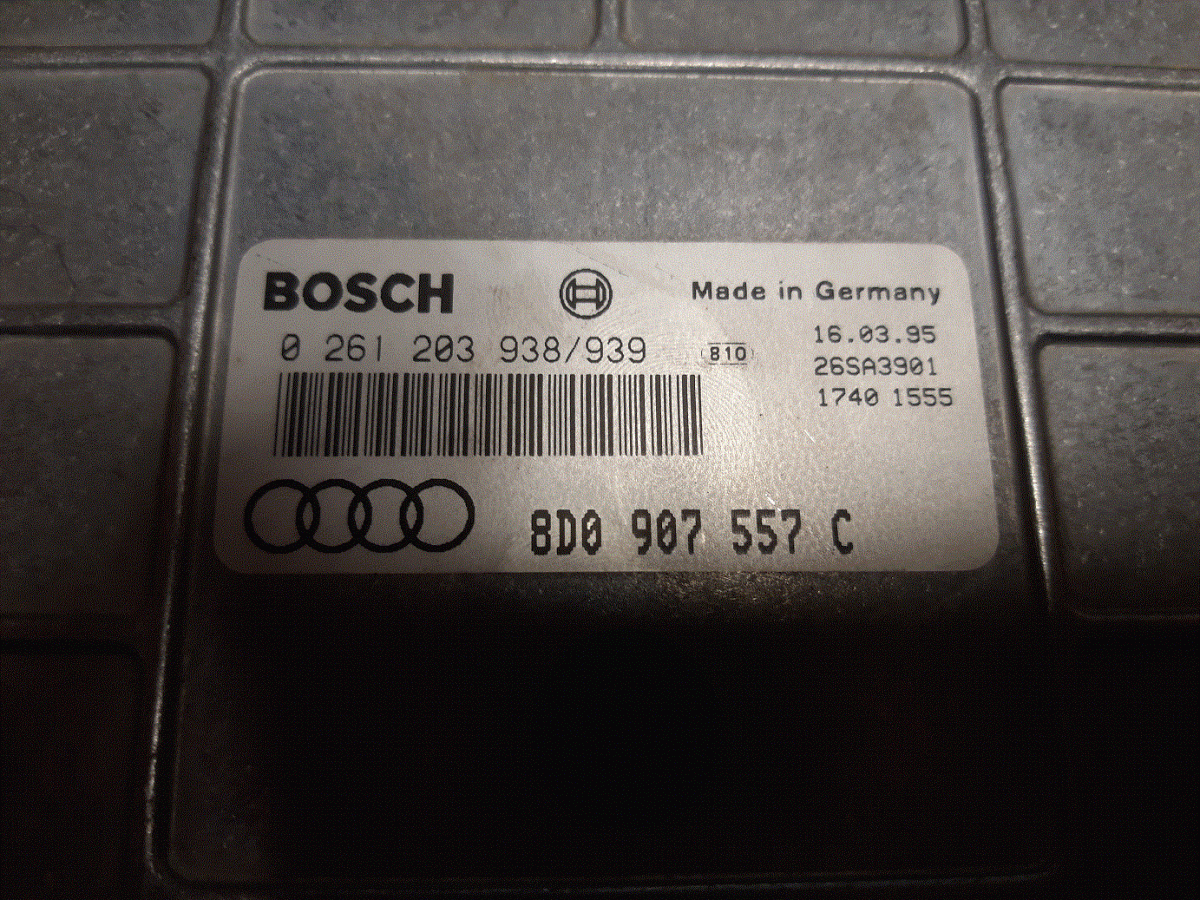 BOSCH
Made in Germany
0 261 203 938/939
810
16.03.95
26SA3901
1740 1555
8D0 907 557 C